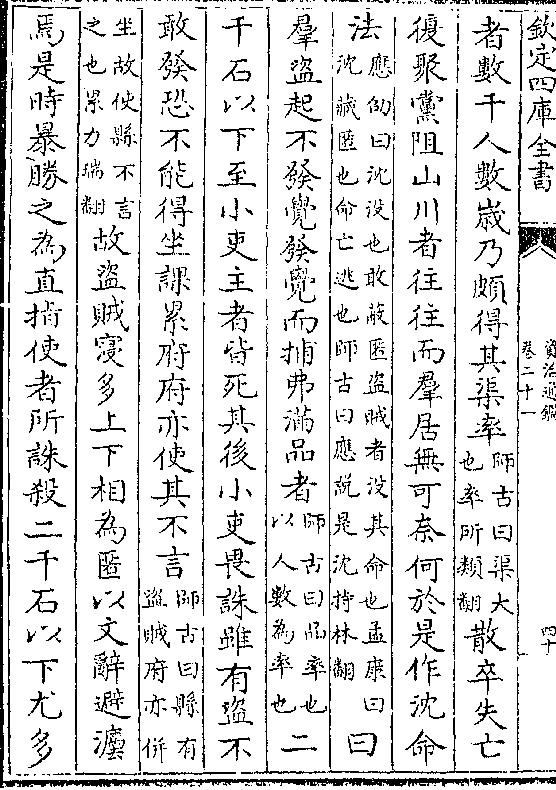 欽定四庫全書
資治通鑑
卷二十一
四十
者數千人數歲乃頗得其渠率師古曰渠大也率所類翻散卒失亡
復聚黨阻山川者往往而羣居無可奈何於是作沈命
法應劭曰沈没也敢蔽匿盜賊者没其命也孟康曰沈藏匿也命亡逃也師古曰應說是沈持林翻曰
羣盜起不發覺發覺而捕弗滿品者師古曰品率也以人數為率也二
千石以下至小吏主者皆死其後小吏畏誅雖有盜不
敢發恐不能得坐課累府府亦使其不言師古曰縣有盜賊府亦併
坐故使縣不言之也累力瑞翻故盜賊寖多上下相為匿以文辭避灋
焉是時暴勝之為直指使者所誅殺二千石以下尤多